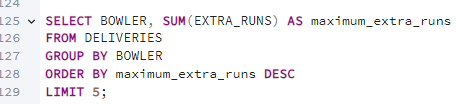 124
125 SELECT BOWLER, SUM(EXTRA_RUNS) AS maximum_extra_runs
126 FROM DELIVERIES
127 GROUP BY BOWLER
128 ORDER BY maximum_extra_runs DESC
129 LIMIT 5;